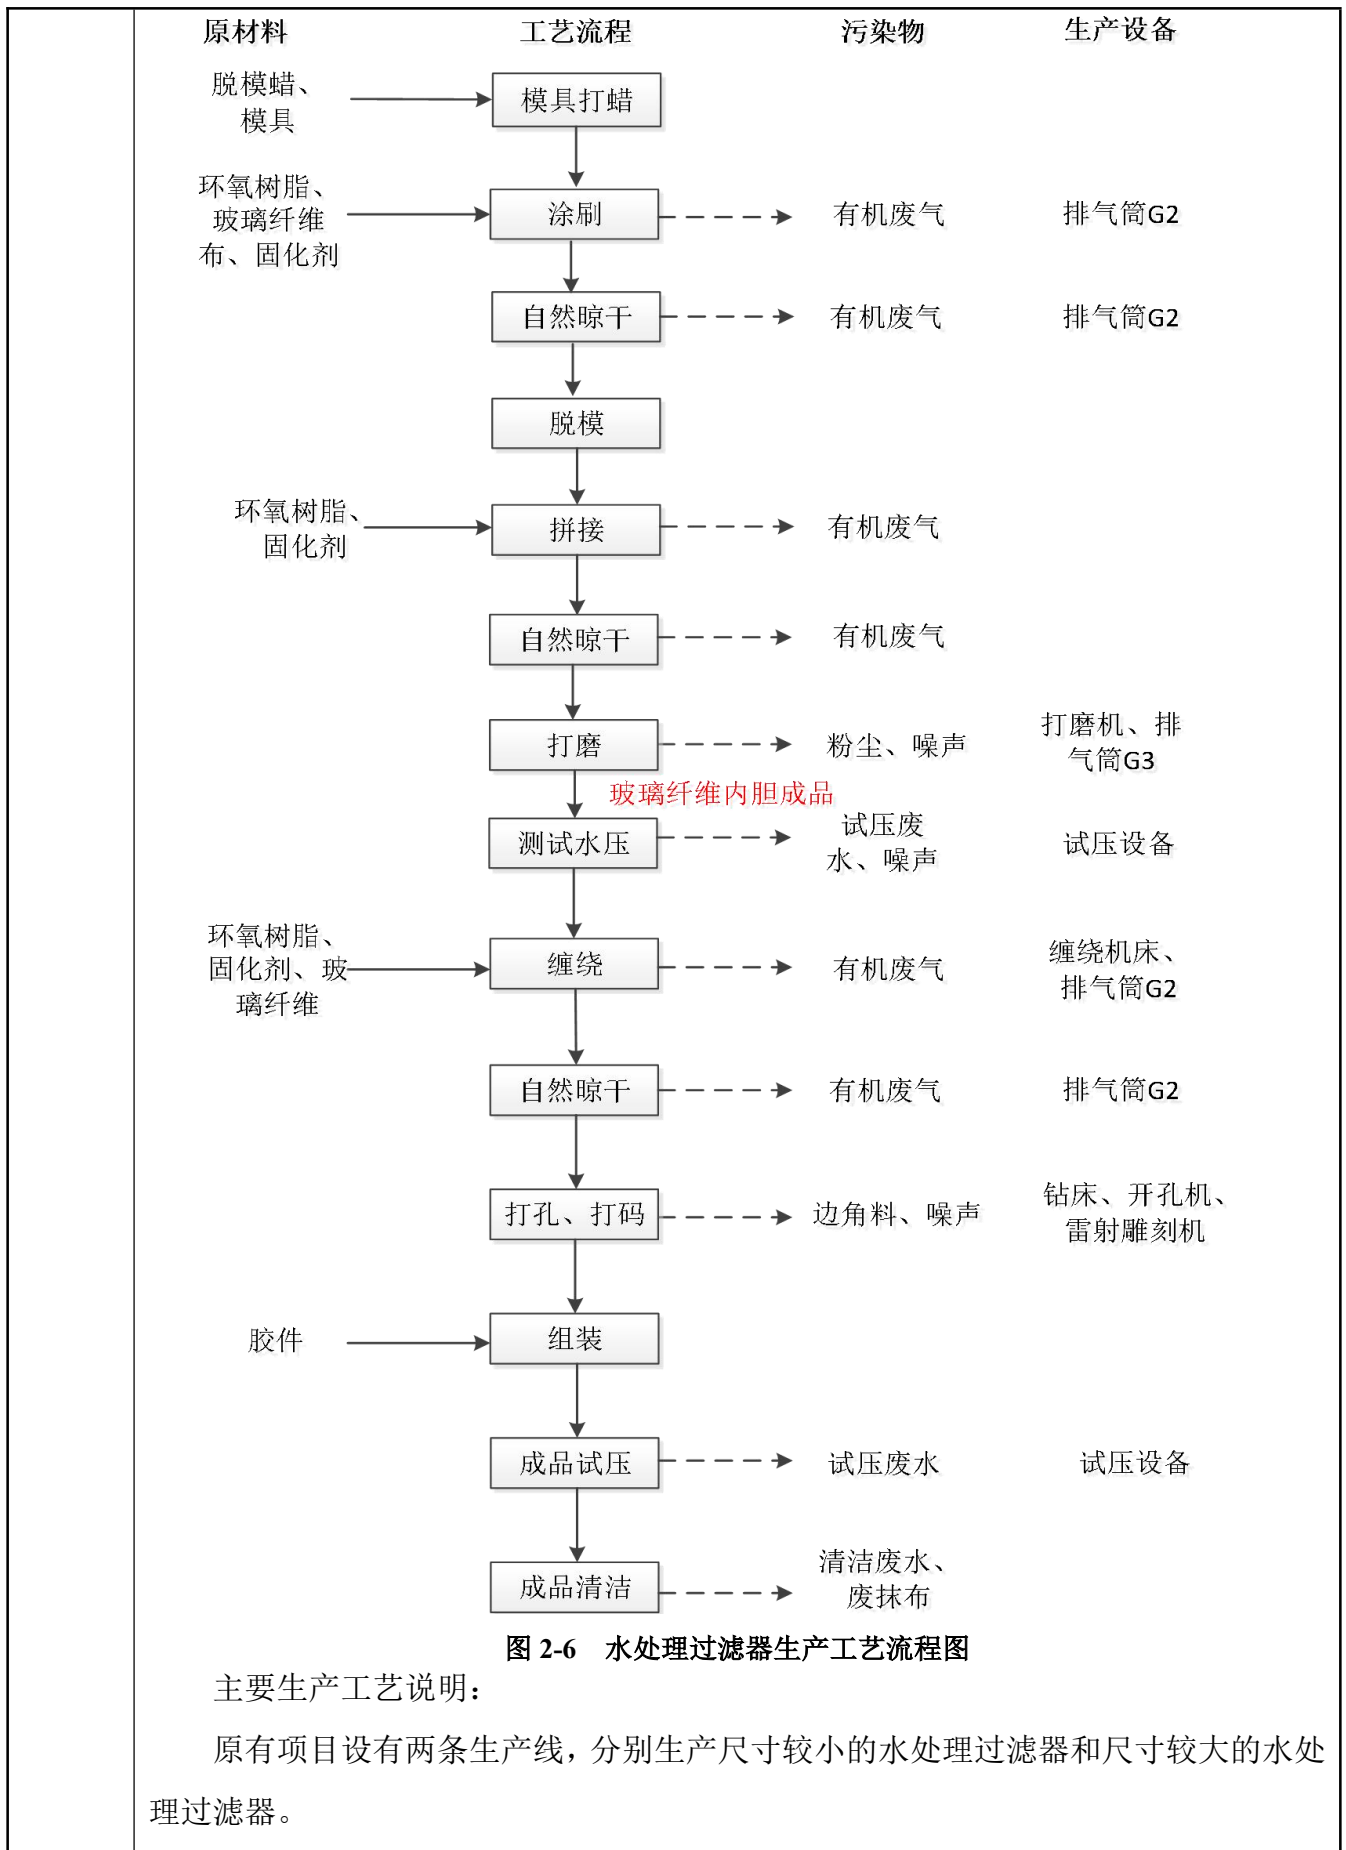 原材料 工艺流程 污染物 生产设备
脱模蜡、
模具
模具打蜡
环氧树脂、
玻璃纤维
布、固化剂
涂刷 有机废气 排气筒G2
自然晾干 有机废气 排气筒G2
脱模
环氧树脂、
固化剂
拼接 有机废气
自然晾干 有机废气
打磨 粉尘、噪声
打磨机、排
气筒G3
玻璃纤维内胆成品
测试水压
试压废
水、噪声
试压设备
环氧树脂、
固化剂、玻
璃纤维
缠绕 有机废气
缠绕机床、
排气筒G2
自然晾干 有机废气 排气筒G2
打孔、打码 边角料、噪声
钻床、开孔机、
雷射雕刻机
胶件 组装
成品试压 试压废水 试压设备
成品清洁
清洁废水、
废抹布
图 2-6 水处理过滤器生产工艺流程图
主要生产工艺说明：
原有项目设有两条生产线，分别生产尺寸较小的水处理过滤器和尺寸较大的水处
理过滤器。